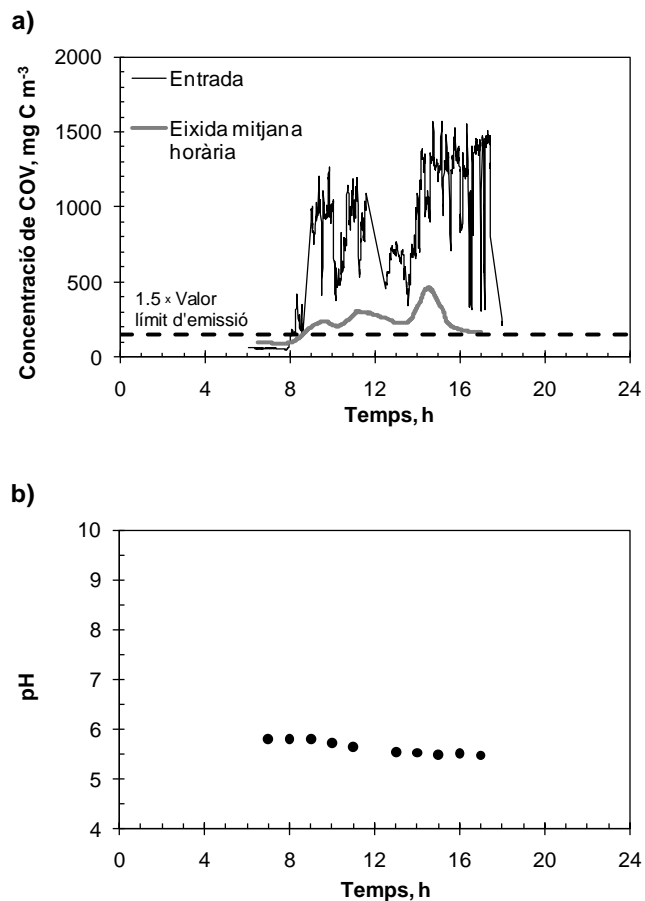 a)
2000
1500
1000
500
0
Concentració de COV, mg C m⁻³
Entrada
Eixida mitjana
horària
1.5 × Valor
límit d'emissió
0 4 8 12 16 20 24
Temps, h
b)
10
9
8
7
6
5
4
pH
0 4 8 12 16 20 24
Temps, h